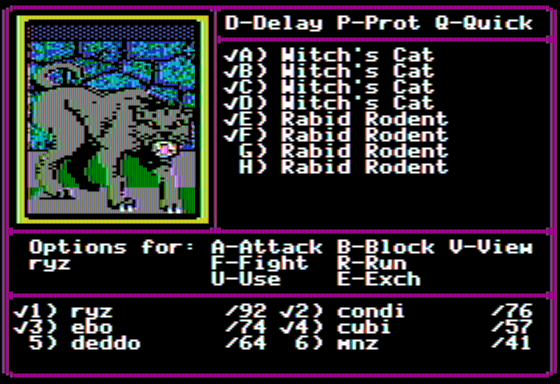 D-Delay P-Prot Q-Quick
✓A) Witch's Cat
✓B) Witch's Cat
✓C) Witch's Cat
✓D) Witch's Cat
✓E) Rabid Rodent
✓F) Rabid Rodent
G) Rabid Rodent
H) Rabid Rodent
Options for: A-Attack B-Block V-View
ryz F-Fight R-Run
U-Use E-Exch
✓1) ryz /92 ✓2) condi /76
✓3) ebo /74 ✓4) cubi /57
5) deddo /64 6) mnz /41